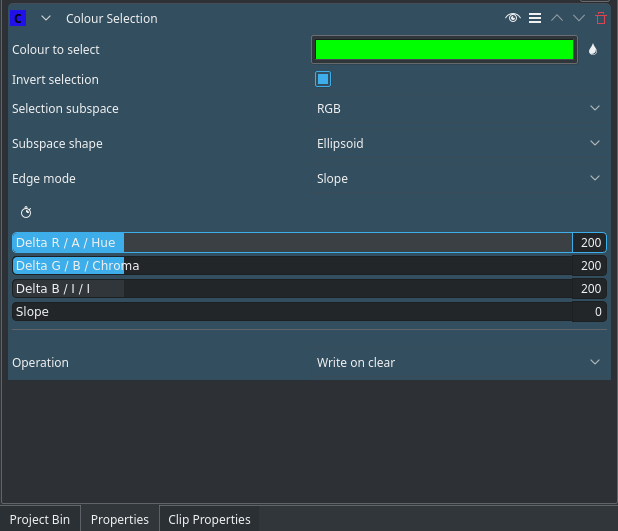 C Colour Selection
Colour to select
Invert selection
Selection subspace RGB
Subspace shape Ellipsoid
Edge mode Slope
Delta R / A / Hue 200
Delta G / B / Chroma 200
Delta B / I / I 200
Slope 0
Operation Write on clear
Project Bin Properties Clip Properties